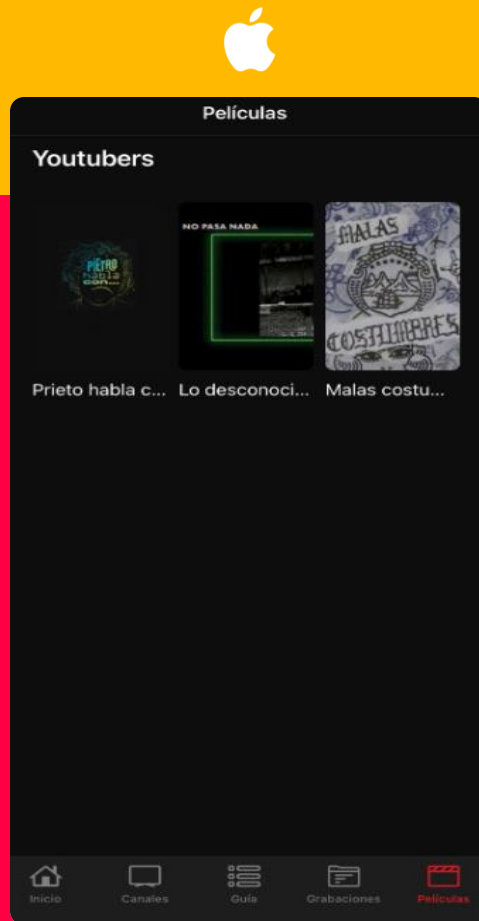 Películas
Youtubers
PIETRO
habla
con...
NO PASA NADA
MALAS
COSTUMBRES
Prieto habla c... Lo desconoci... Malas costu...
Inicio Canales Guía Grabaciones Películas